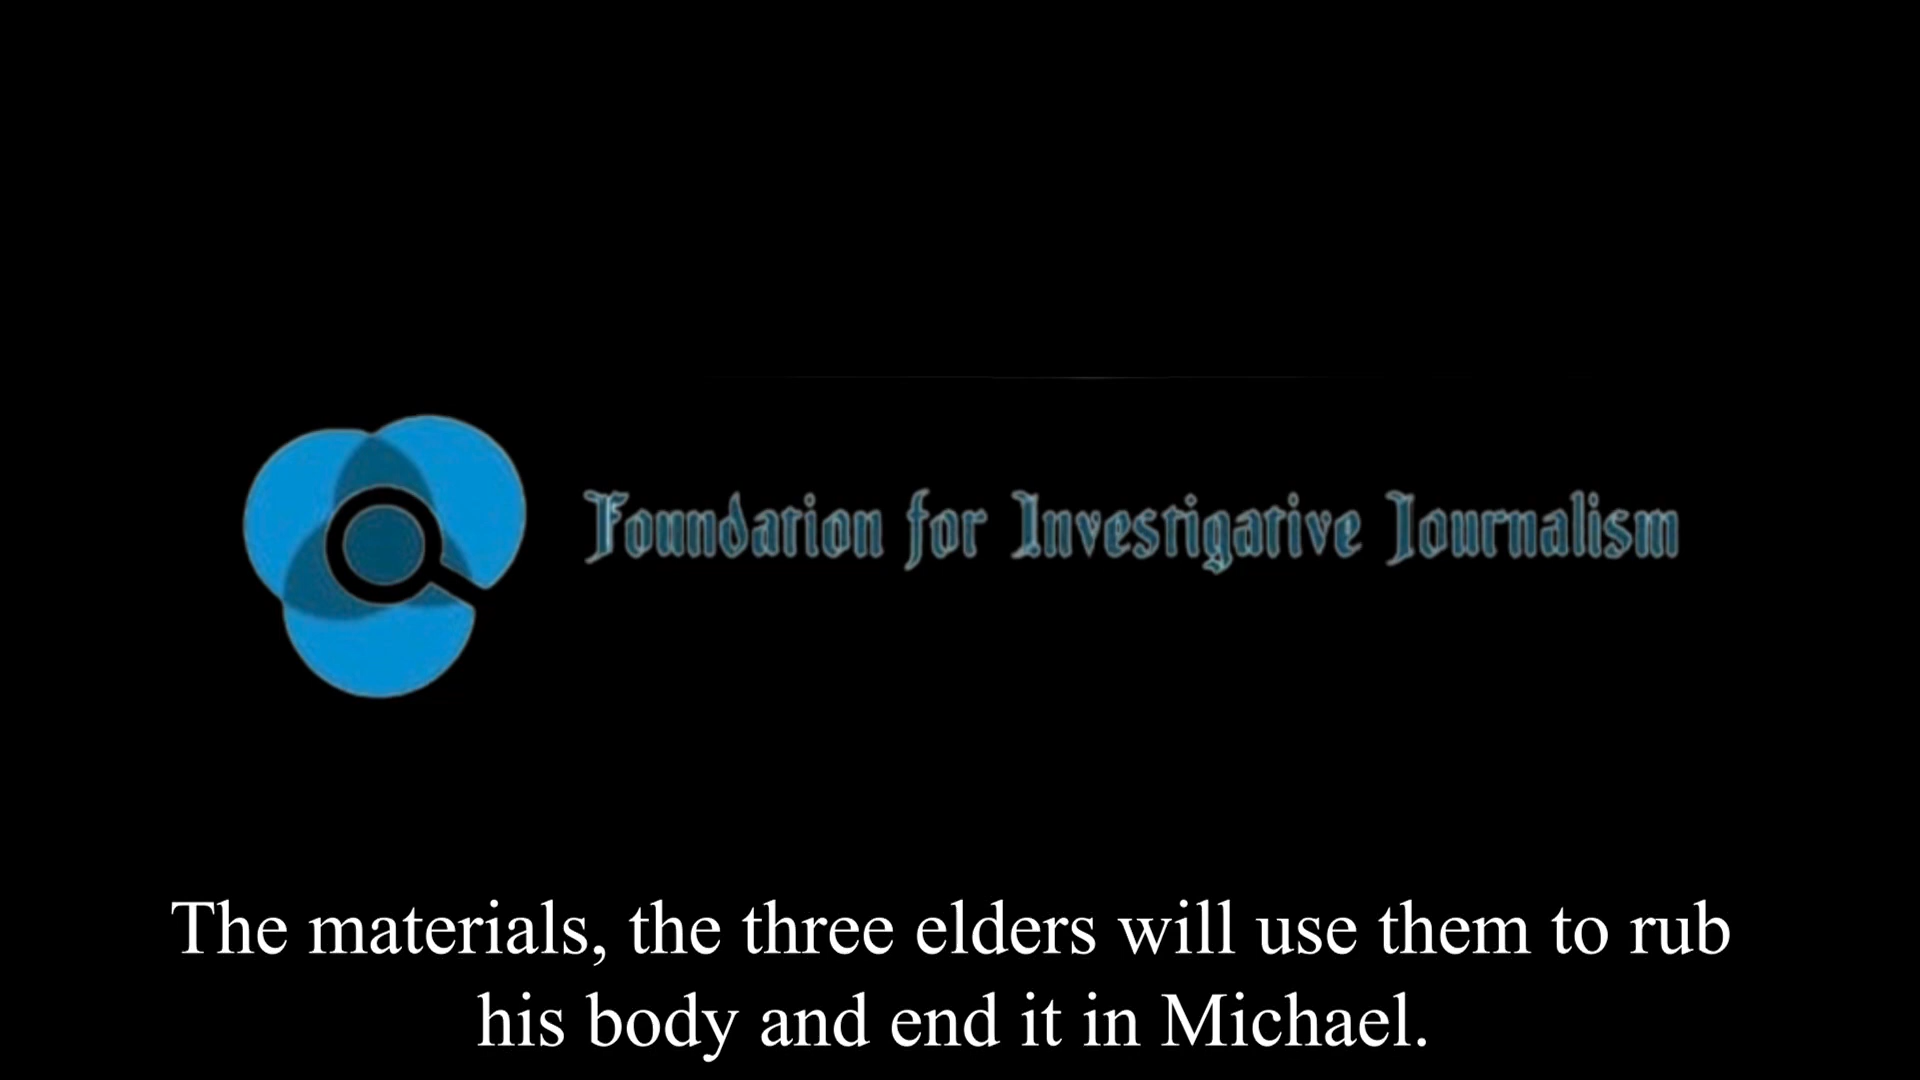 Foundation for Investigative Journalism
The materials, the three elders will use them to rub
his body and end it in Michael.